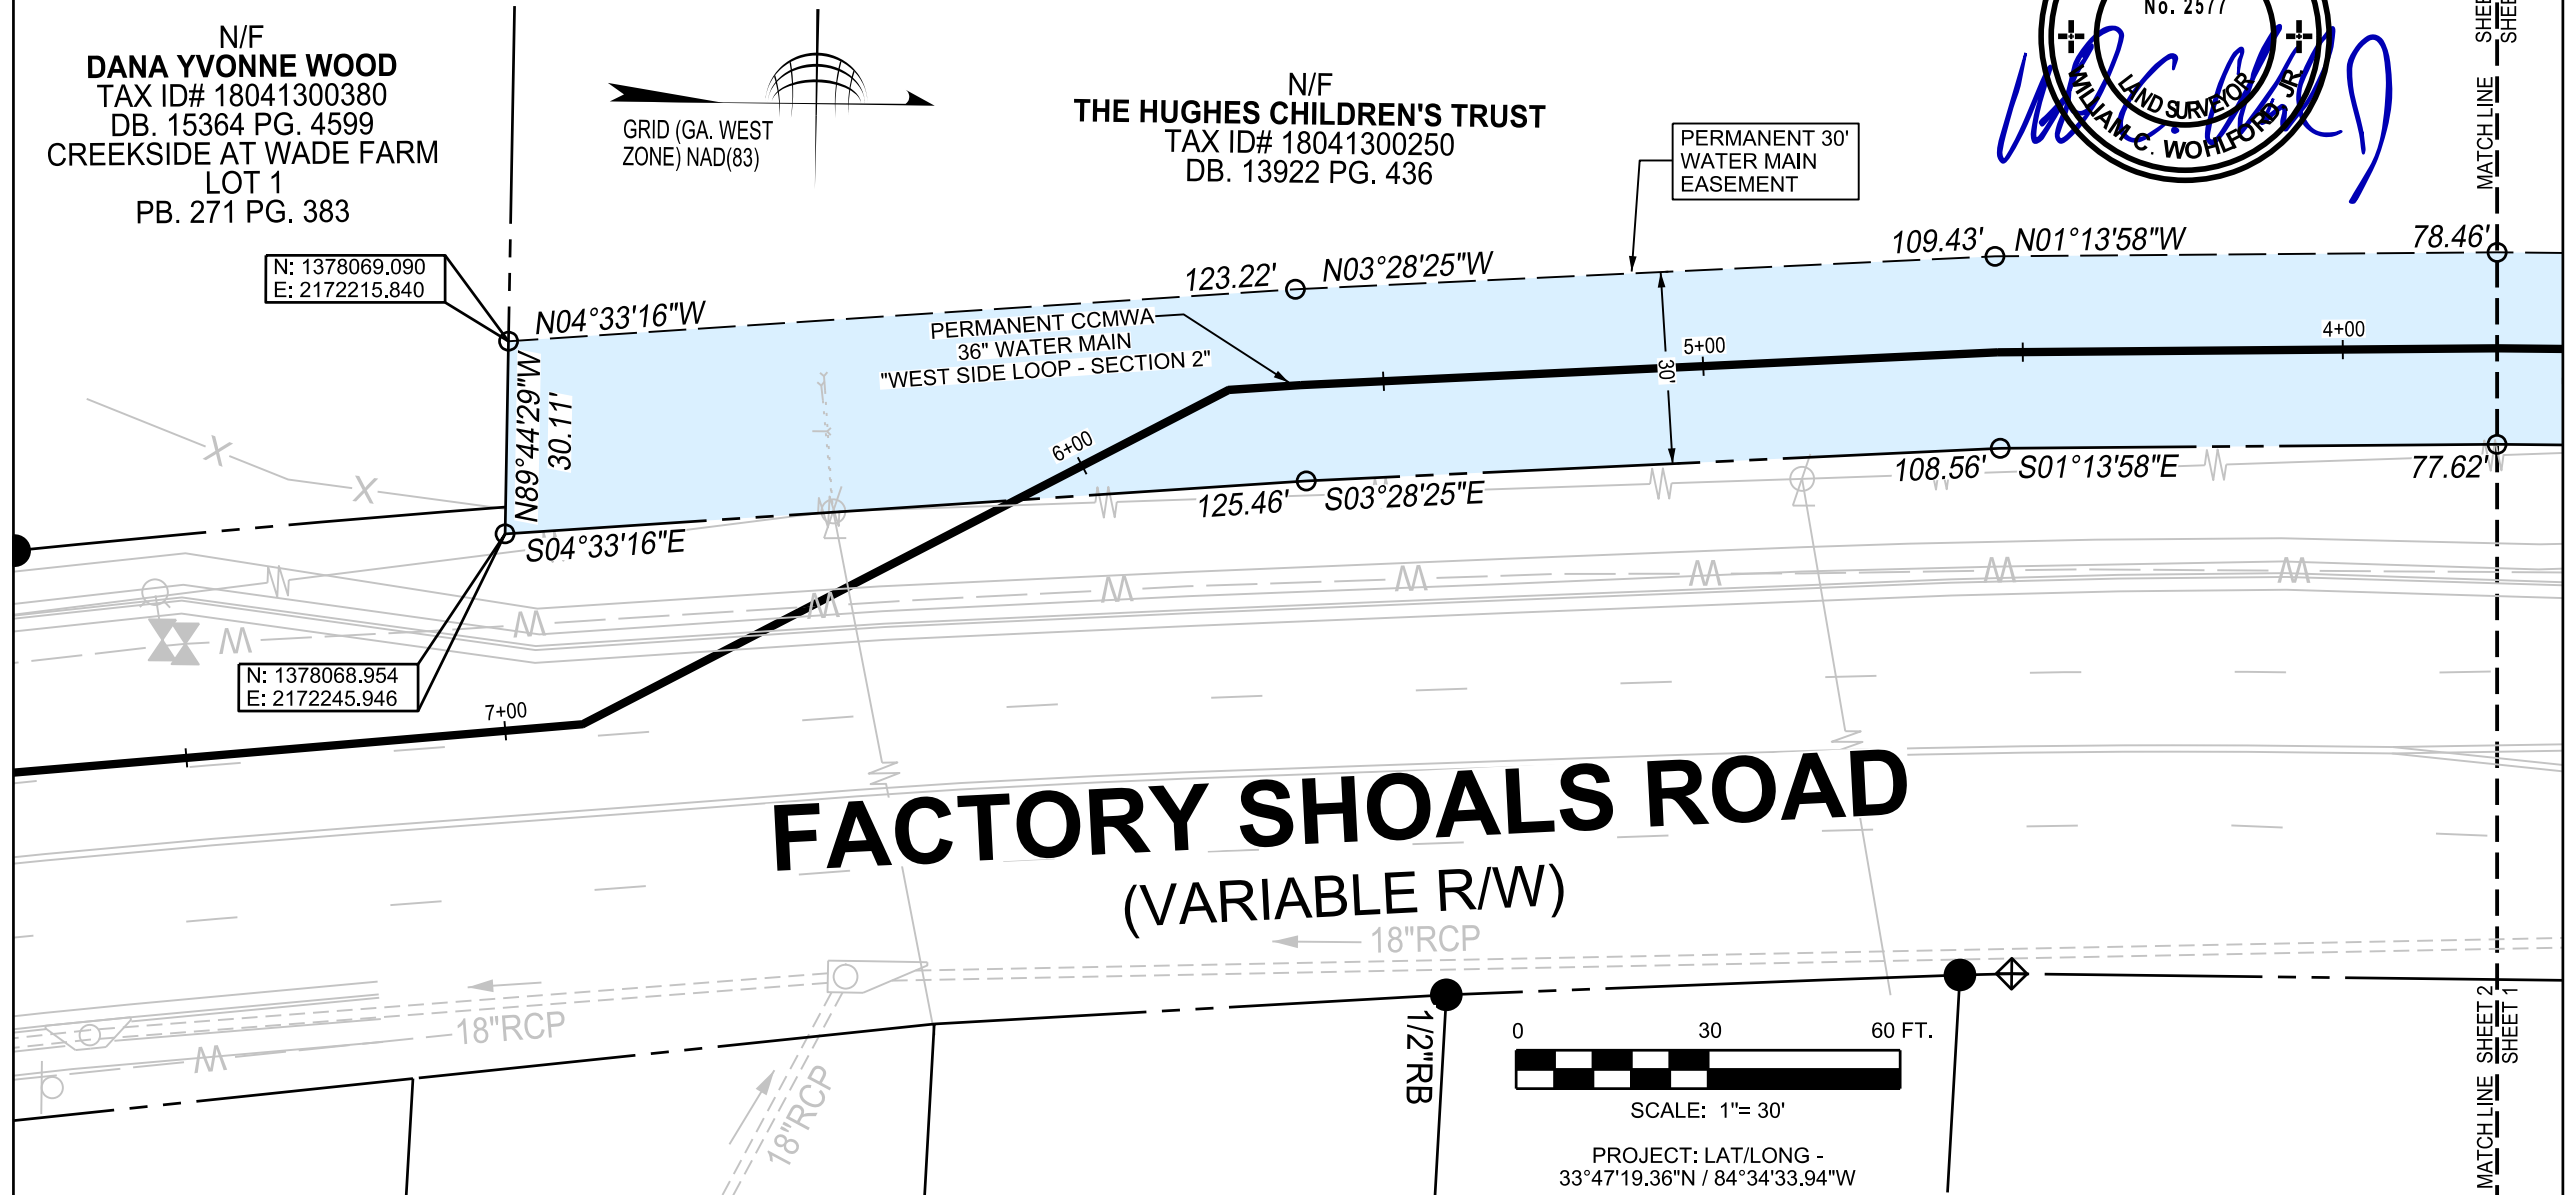 N/F
DANA YVONNE WOOD
TAX ID# 18041300380
DB. 15364 PG. 4599
CREEKSIDE AT WADE FARM
LOT 1
PB. 271 PG. 383
GRID (GA. WEST
ZONE) NAD(83)
N/F
THE HUGHES CHILDREN'S TRUST
TAX ID# 18041300250
DB. 13922 PG. 436
PERMANENT 30'
WATER MAIN
EASEMENT
No. 2577
LAND SURVEYOR
WILLIAM C. WOHLFORD, JR.
MATCH LINE
N: 1378069.090
E: 2172215.840
N04°33'16"W
123.22'
N03°28'25"W
109.43'
N01°13'58"W
78.46'
N89°44'29"W
30.11'
PERMANENT CCMWA
36" WATER MAIN
"WEST SIDE LOOP - SECTION 2"
30'
4+00
5+00
6+00
7+00
S04°33'16"E
125.46'
S03°28'25"E
108.56'
S01°13'58"E
77.62'
X
X
W W W W W W W W
N: 1378068.954
E: 2172245.946
FACTORY SHOALS ROAD
(VARIABLE R/W)
18"RCP
18"RCP
18"RCP
W
1/2"RB
0 30 60 FT.
SCALE: 1"= 30'
PROJECT: LAT/LONG -
33°47'19.36"N / 84°34'33.94"W
MATCH LINE SHEET 2
SHEET 1